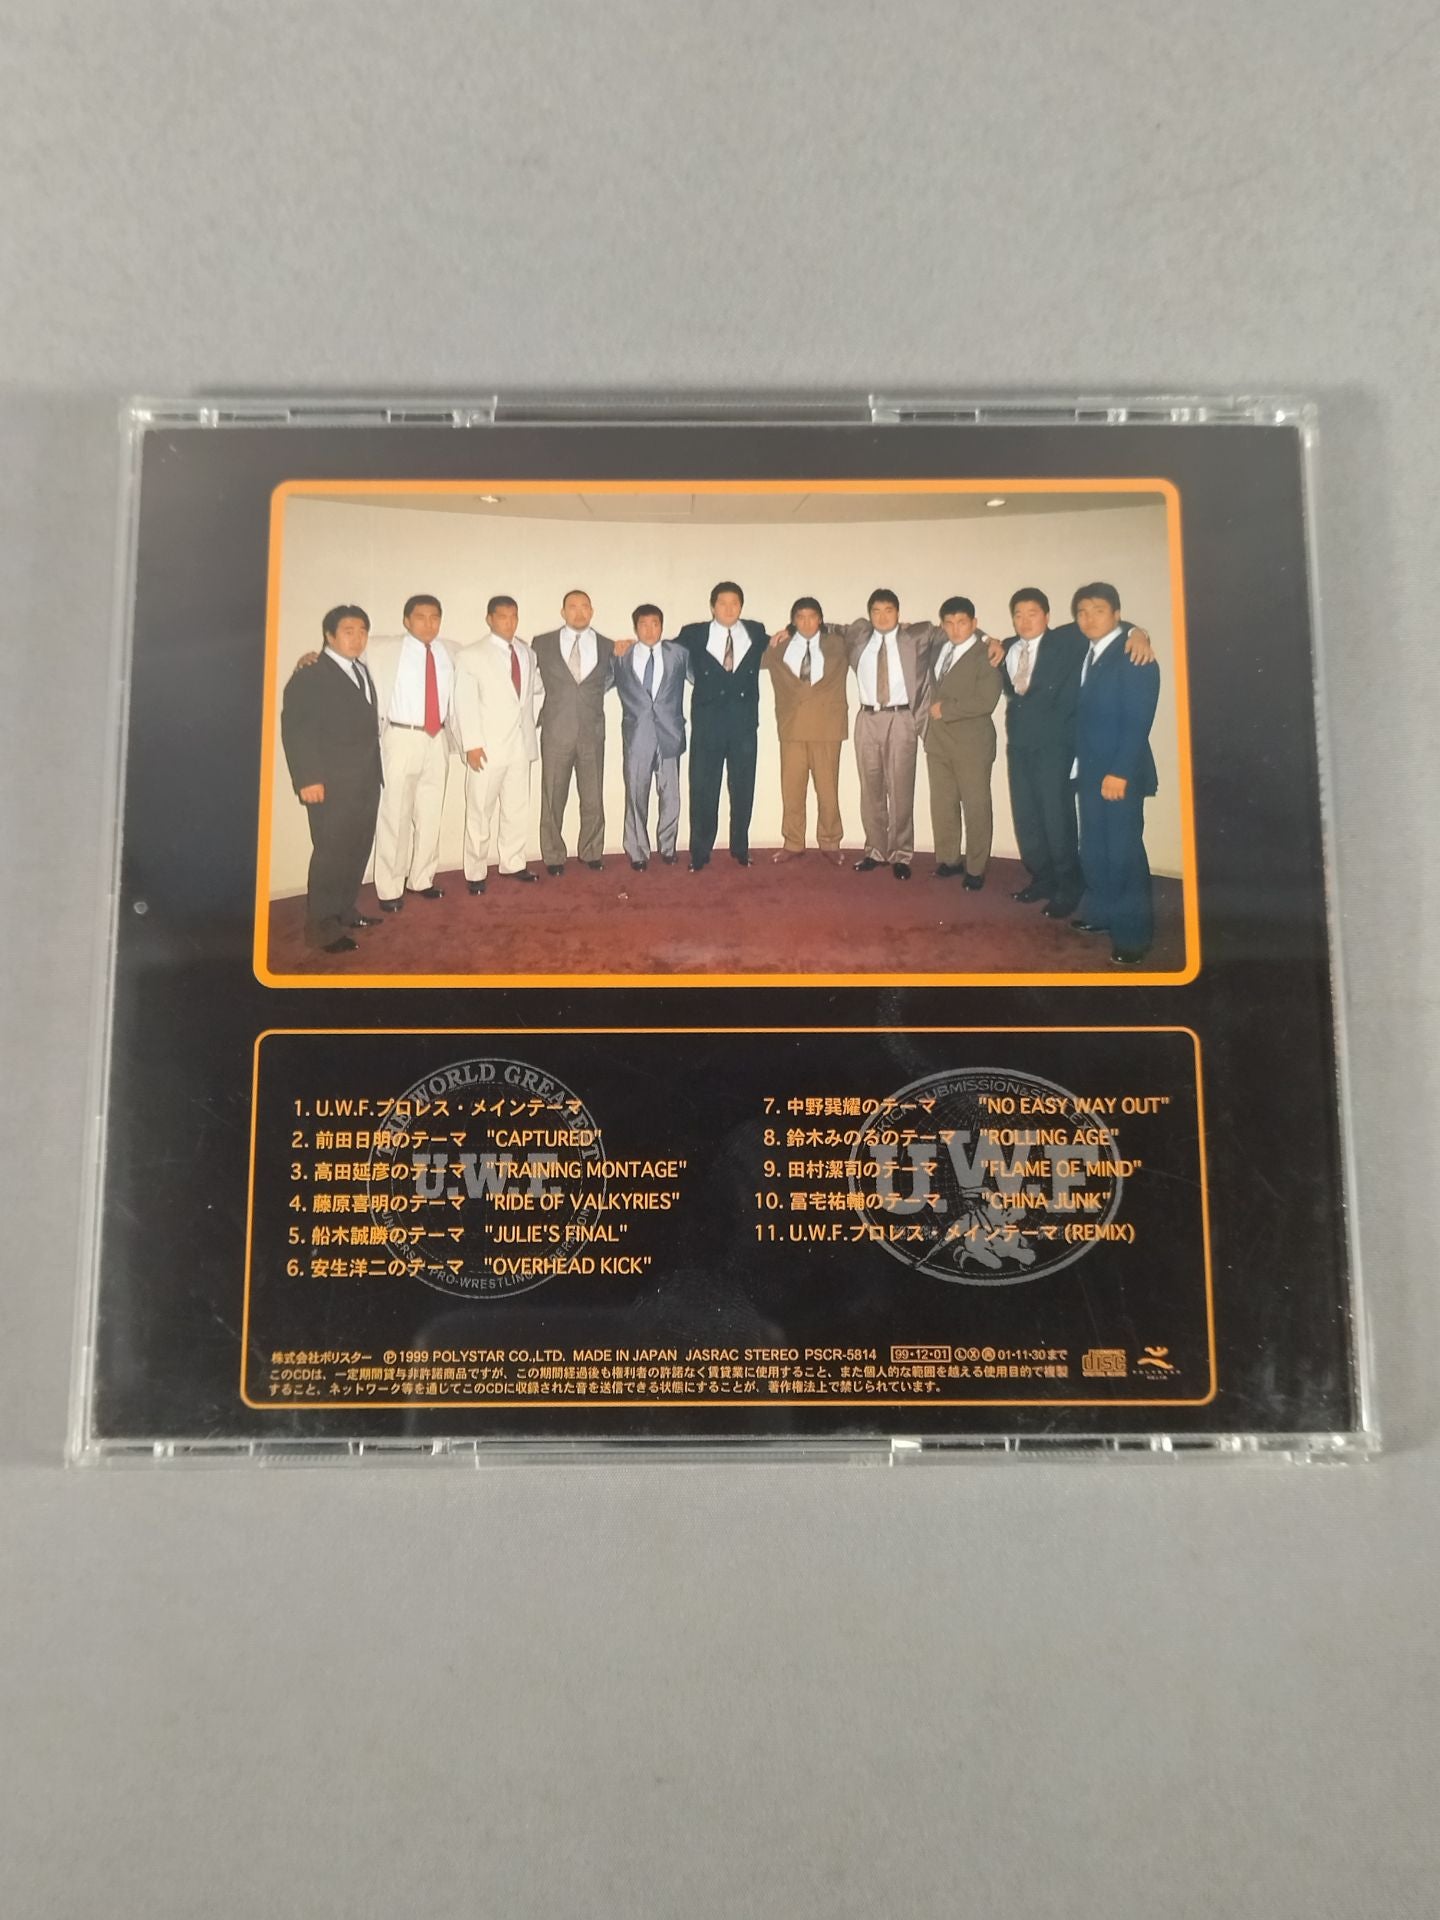 1. U.W.F.プロレス・メインテーマ
2. 前田日明のテーマ "CAPTURED"
3. 高田延彦のテーマ "TRAINING MONTAGE"
4. 藤原喜明のテーマ "RIDE OF VALKYRIES"
5. 船木誠勝のテーマ "JULIE'S FINAL"
6. 安生洋二のテーマ "OVERHEAD KICK"
7. 中野巽耀のテーマ "NO EASY WAY OUT"
8. 鈴木みのるのテーマ "ROLLING AGE"
9. 田村潔司のテーマ "FLAME OF MIND"
10. 冨宅祐輔のテーマ "CHINA JUNK"
11. U.W.F.プロレス・メインテーマ (REMIX)
THE WORLD GREATEST
U.W.F.
UNIVERSAL PRO-WRESTLING FEDERATION
KICK SUBMISSION & SUPLEX
U.W.F
株式会社ポリスター Ⓟ1999 POLYSTAR CO.,LTD. MADE IN JAPAN JASRAC STEREO PSCR-5814 99・12・01 Ⓛ Ⓧ 01・11・30まで
このCDは、一定期間貸与非許諾商品ですが、この期間経過後も権利者の許諾なく賃貸業に使用すること、また個人的な範囲を越える使用目的で複製
すること、ネットワーク等を通じてこのCDに収録された音を送信できる状態にすることが、著作権法上で禁じられています。
disc